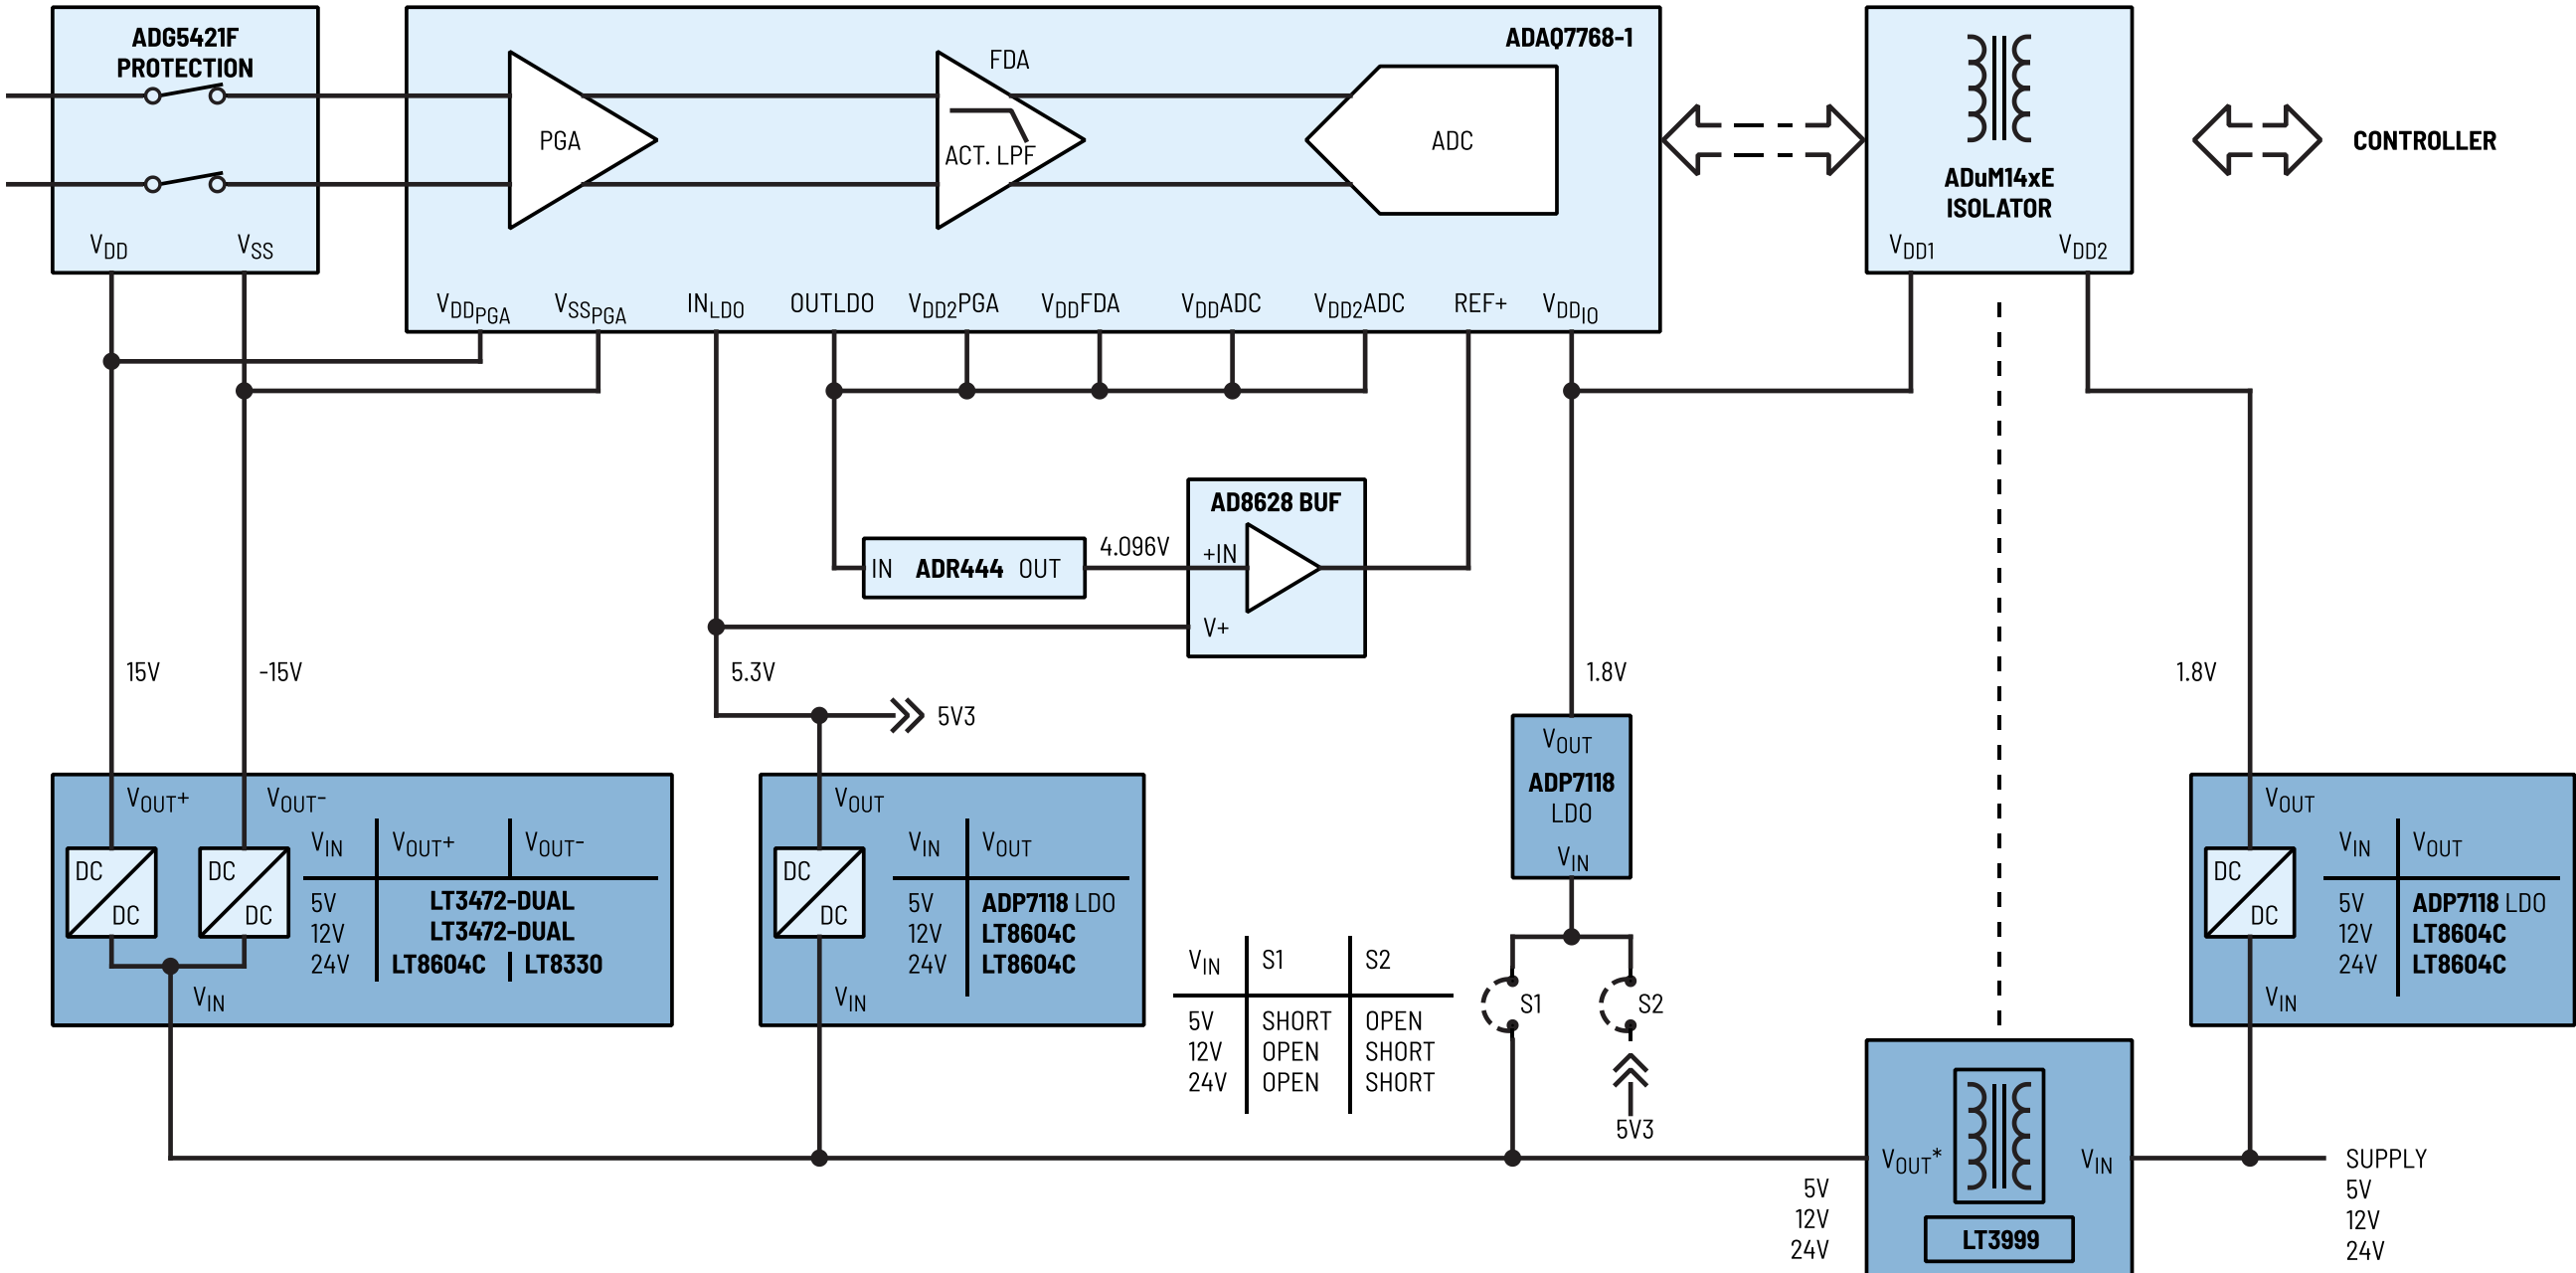 ADG5421F
PROTECTION
VDD
VSS
ADAQ7768-1
PGA
FDA
ACT. LPF
ADC
VDDPGA
VSSPGA
INLDO
OUTLDO
VDD2PGA
VDDFDA
VDDADC
VDD2ADC
REF+
VDDIO
ADuM14xE
ISOLATOR
VDD1
VDD2
CONTROLLER
AD8628 BUF
+IN
V+
IN ADR444 OUT
4.096V
15V
-15V
5.3V
5V3
1.8V
1.8V
VOUT+
VOUT-
DC
DC
DC
DC
VIN VOUT+ VOUT-
5V LT3472-DUAL
12V LT3472-DUAL
24V LT8604C LT8330
VIN
VOUT
DC
DC
VIN VOUT
5V ADP7118 LDO
12V LT8604C
24V LT8604C
VIN
VOUT
ADP7118
LDO
VIN
VIN S1 S2
5V SHORT OPEN
12V OPEN SHORT
24V OPEN SHORT
S1
S2
5V3
VOUT
DC
DC
VIN VOUT
5V ADP7118 LDO
12V LT8604C
24V LT8604C
VIN
VOUT*
5V
12V
24V
VIN
LT3999
SUPPLY
5V
12V
24V